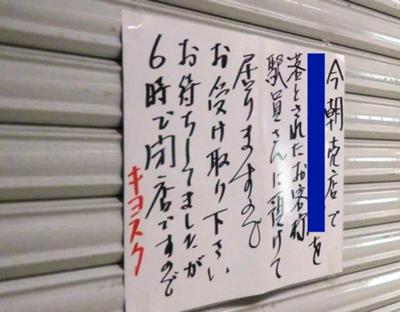 今朝売店で
を
落とされたお客様
駅員さんに預けて
居りますので
お受け取り下さい
お待ちしてましたが
6時で閉店ですので
キヨスク